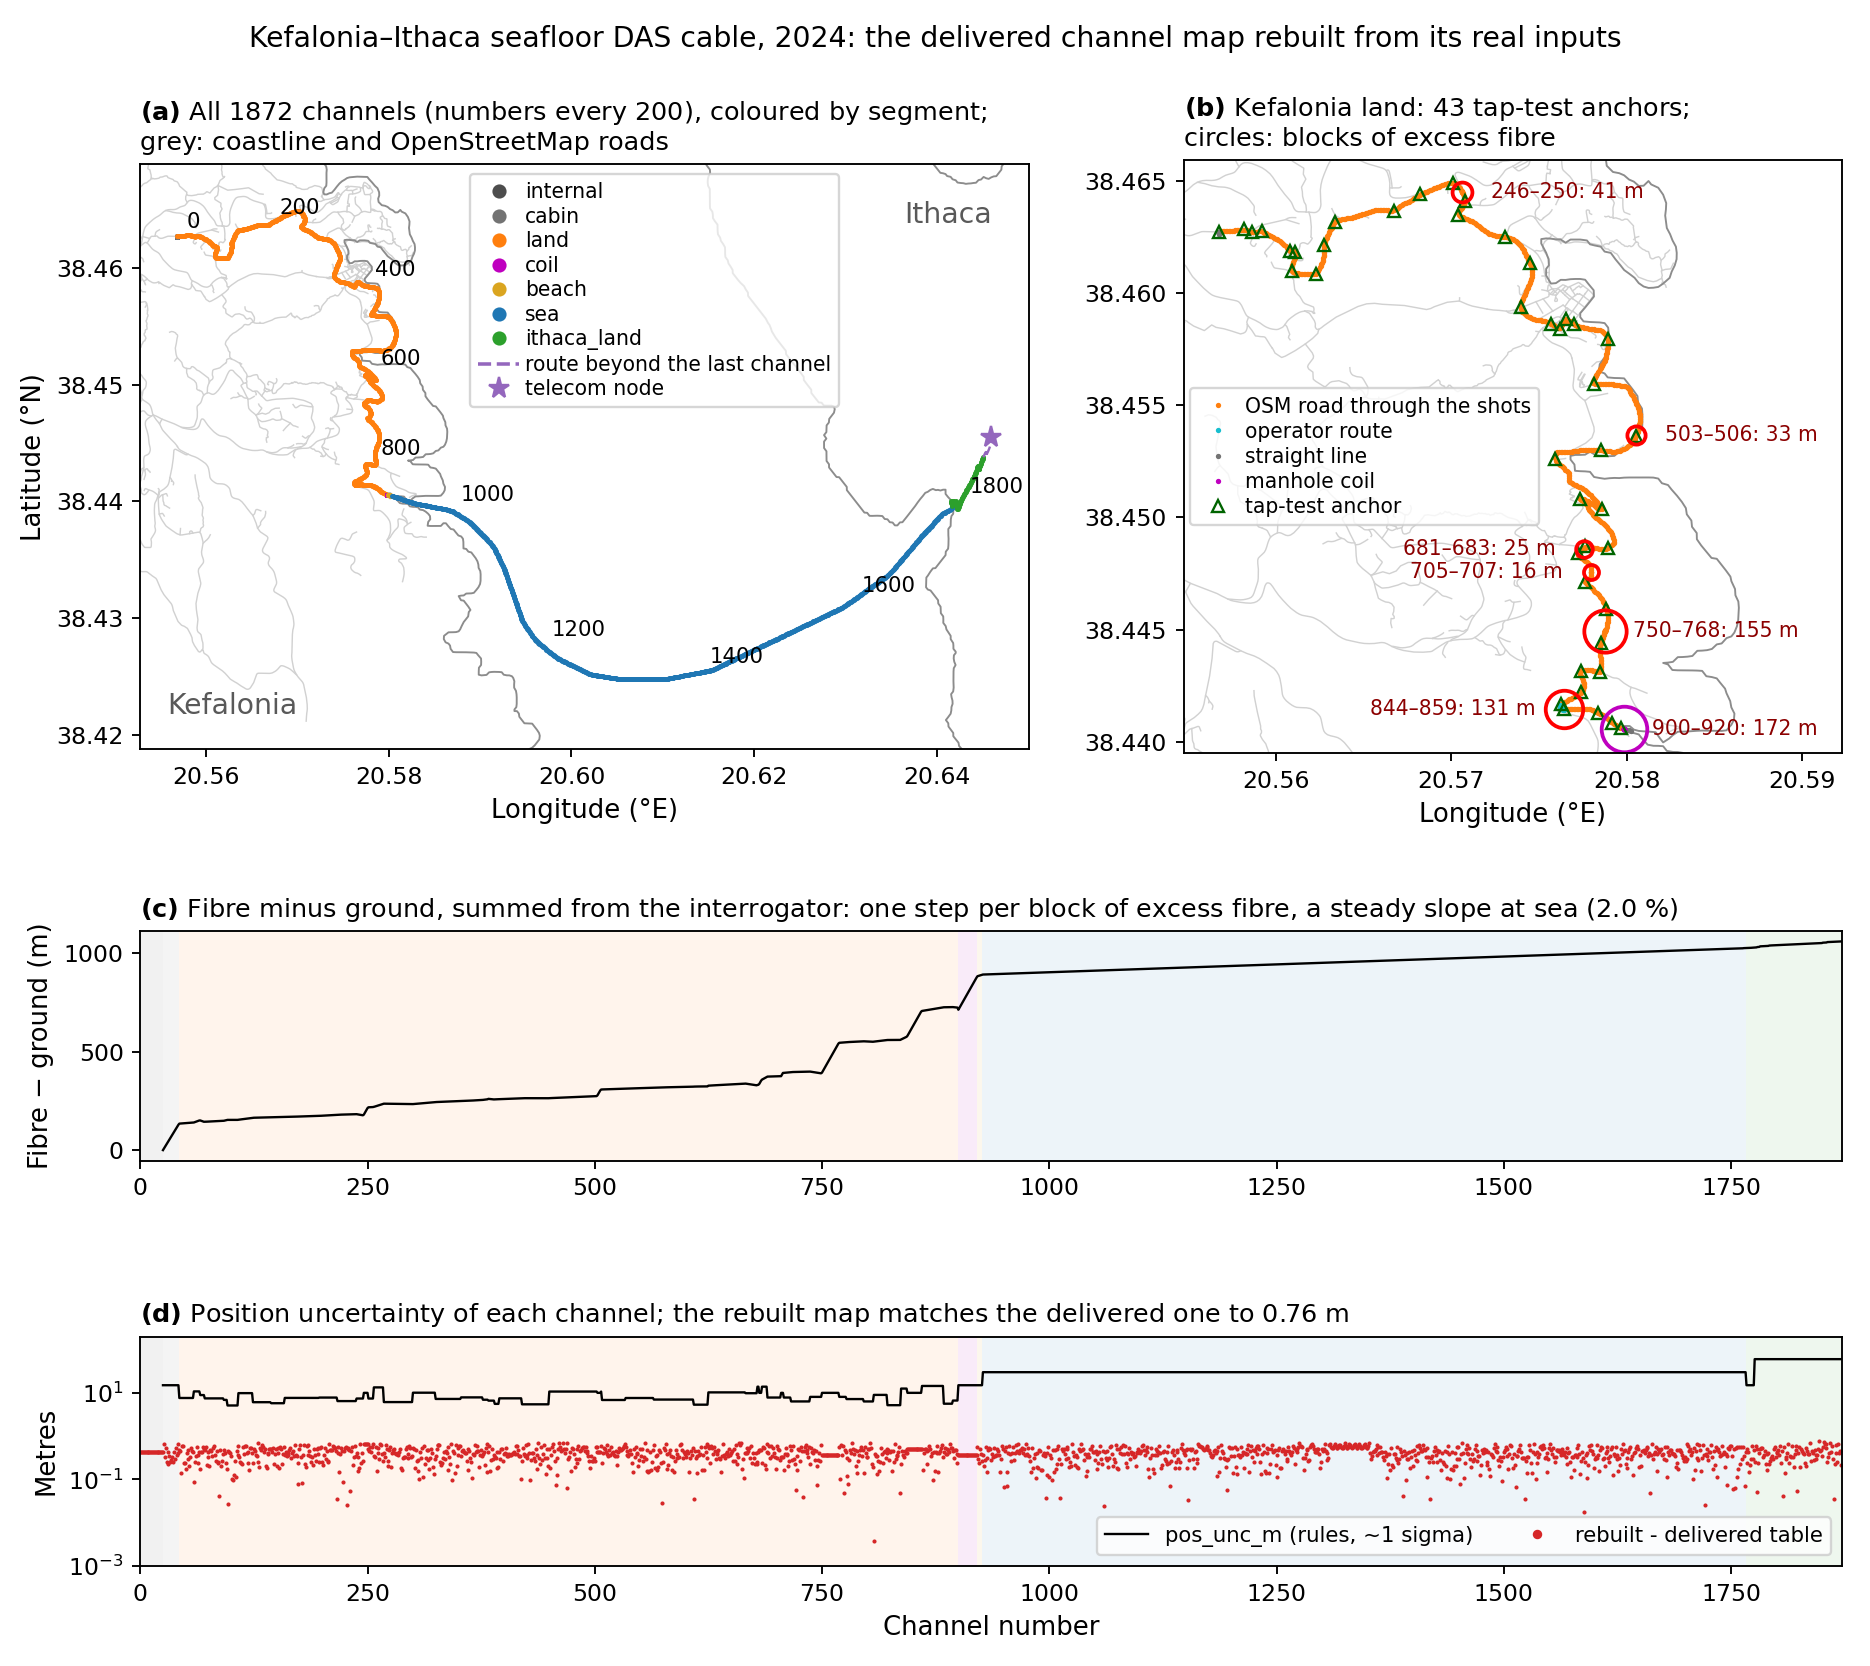 Kefalonia–Ithaca seafloor DAS cable, 2024: the delivered channel map rebuilt from its real inputs
(a) All 1872 channels (numbers every 200), coloured by segment;
grey: coastline and OpenStreetMap roads
internal
cabin
land
coil
beach
sea
ithaca_land
route beyond the last channel
telecom node
0
200
400
600
800
1000
1200
1400
1600
1800
Ithaca
Kefalonia
38.46
38.45
38.44
38.43
38.42
Latitude (°N)
20.56
20.58
20.60
20.62
20.64
Longitude (°E)
(b) Kefalonia land: 43 tap-test anchors;
circles: blocks of excess fibre
38.465
38.460
38.455
38.450
38.445
38.440
246–250: 41 m
503–506: 33 m
681–683: 25 m
705–707: 16 m
750–768: 155 m
844–859: 131 m
900–920: 172 m
OSM road through the shots
operator route
straight line
manhole coil
tap-test anchor
20.56
20.57
20.58
20.59
Longitude (°E)
(c) Fibre minus ground, summed from the interrogator: one step per block of excess fibre, a steady slope at sea (2.0 %)
Fibre − ground (m)
1000
500
0
0
250
500
750
1000
1250
1500
1750
(d) Position uncertainty of each channel; the rebuilt map matches the delivered one to 0.76 m
Metres
10¹
10⁻¹
10⁻³
pos_unc_m (rules, ~1 sigma)
rebuilt - delivered table
0
250
500
750
1000
1250
1500
1750
Channel number